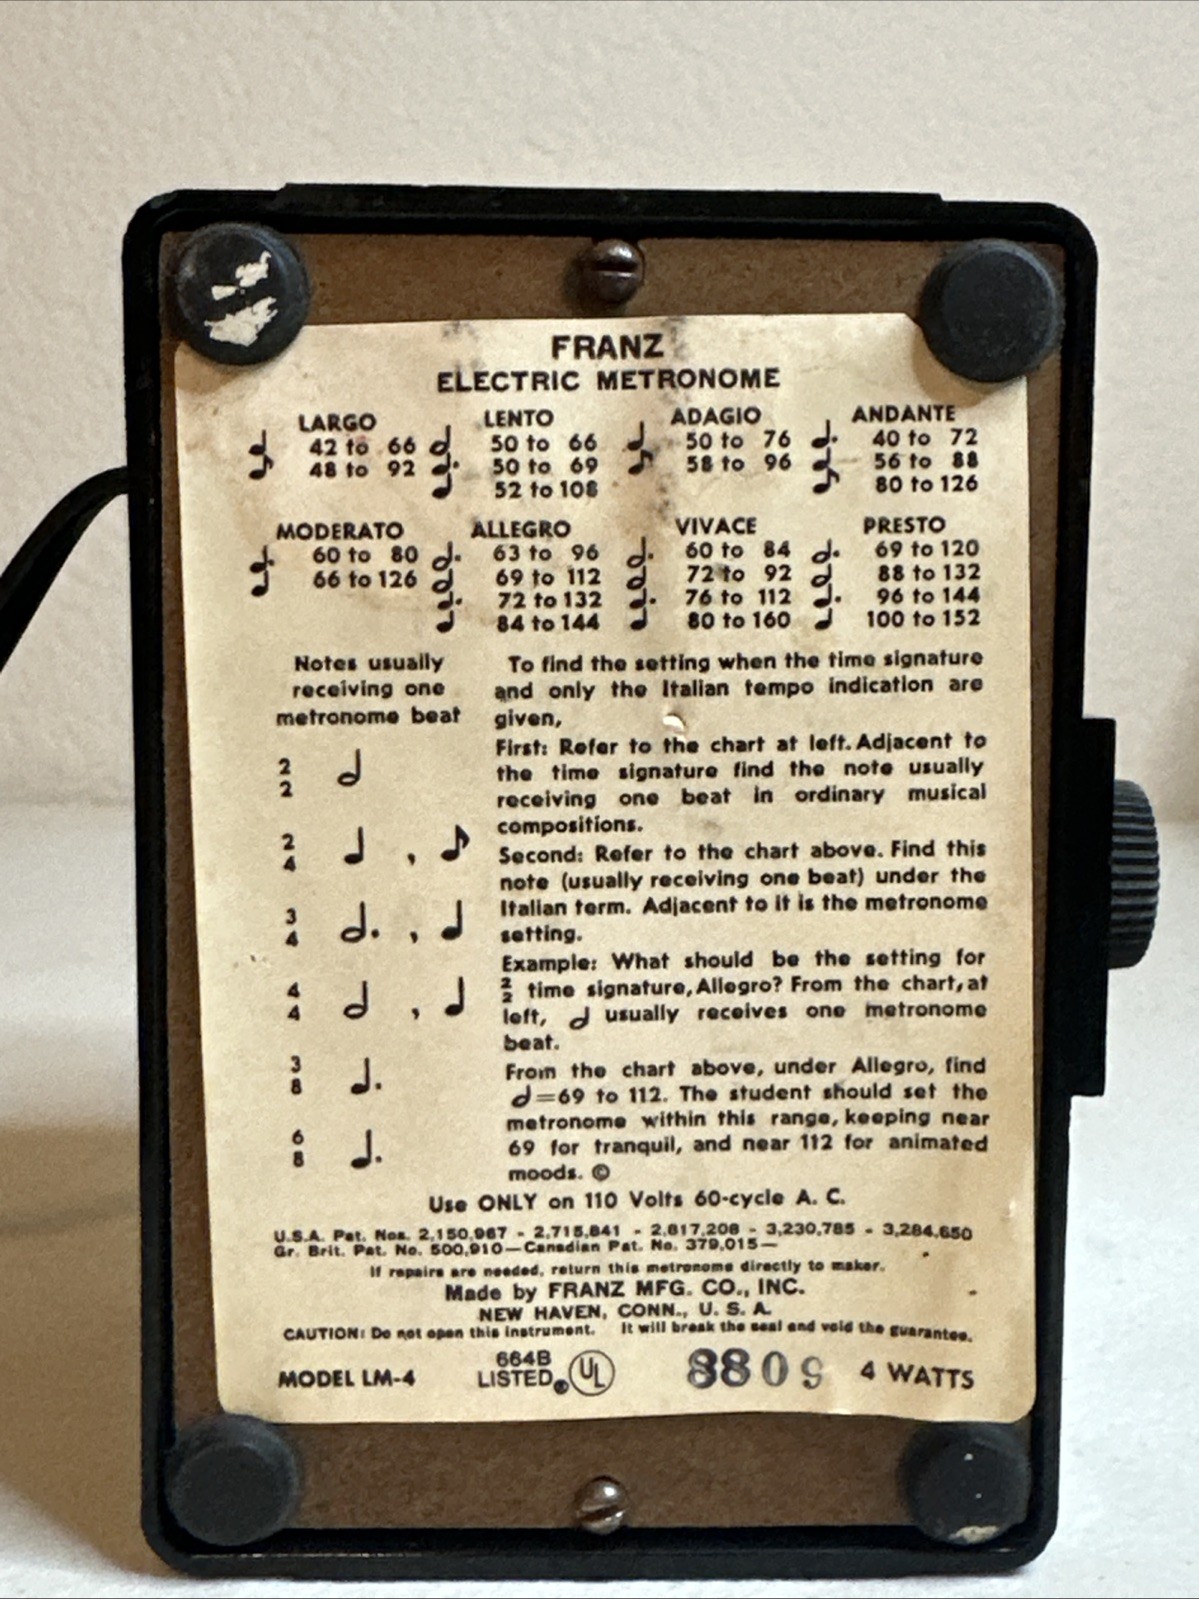 FRANZ
ELECTRIC METRONOME
LARGO LENTO ADAGIO ANDANTE
♩ 42 to 66 𝅗𝅥 50 to 66 ♩ 50 to 76 ♩. 40 to 72
♪ 48 to 92 ♩. 50 to 69 ♪ 58 to 96 ♩ 56 to 88
♩ 52 to 108 ♪ 80 to 126
MODERATO ALLEGRO VIVACE PRESTO
♩. 60 to 80 𝅗𝅥. 63 to 96 𝅗𝅥. 60 to 84 𝅗𝅥. 69 to 120
♩ 66 to 126 𝅗𝅥 69 to 112 𝅗𝅥 72 to 92 𝅗𝅥 88 to 132
♩. 72 to 132 ♩. 76 to 112 ♩. 96 to 144
♩ 84 to 144 ♩ 80 to 160 ♩ 100 to 152
Notes usually
receiving one
metronome beat
2/2 𝅗𝅥
2/4 ♩ , ♪
3/4 𝅗𝅥. , ♩
4/4 𝅗𝅥 , ♩
3/8 ♩.
6/8 ♩.
To find the setting when the time signature
and only the Italian tempo indication are
given,
First: Refer to the chart at left. Adjacent to
the time signature find the note usually
receiving one beat in ordinary musical
compositions.
Second: Refer to the chart above. Find this
note (usually receiving one beat) under the
Italian term. Adjacent to it is the metronome
setting.
Example: What should be the setting for
2/2 time signature, Allegro? From the chart, at
left, 𝅗𝅥 usually receives one metronome
beat.
From the chart above, under Allegro, find
𝅗𝅥=69 to 112. The student should set the
metronome within this range, keeping near
69 for tranquil, and near 112 for animated
moods. ©
Use ONLY on 110 Volts 60-cycle A. C.
U.S.A. Pat. Nos. 2,150,967 - 2,715,841 - 2,817,208 - 3,230,785 - 3,284,650
Gr. Brit. Pat. No. 500,910—Canadian Pat. No. 379,015—
If repairs are needed, return this metronome directly to maker.
Made by FRANZ MFG. CO., INC.
NEW HAVEN, CONN., U. S. A.
CAUTION: Do not open this instrument. It will break the seal and void the guarantee.
MODEL LM-4 664B LISTED UL 8809 4 WATTS